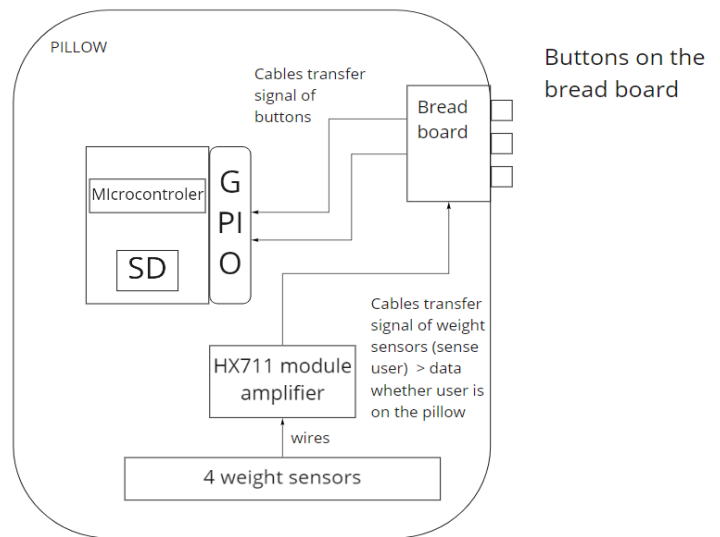 PILLOW
Buttons on the
bread board
Cables transfer
signal of
buttons
Bread
board
MIcrocontroler
G
PI
O
SD
Cables transfer
signal of weight
sensors (sense
user)  > data
whether user is
on the pillow
HX711 module
amplifier
wires
4 weight sensors